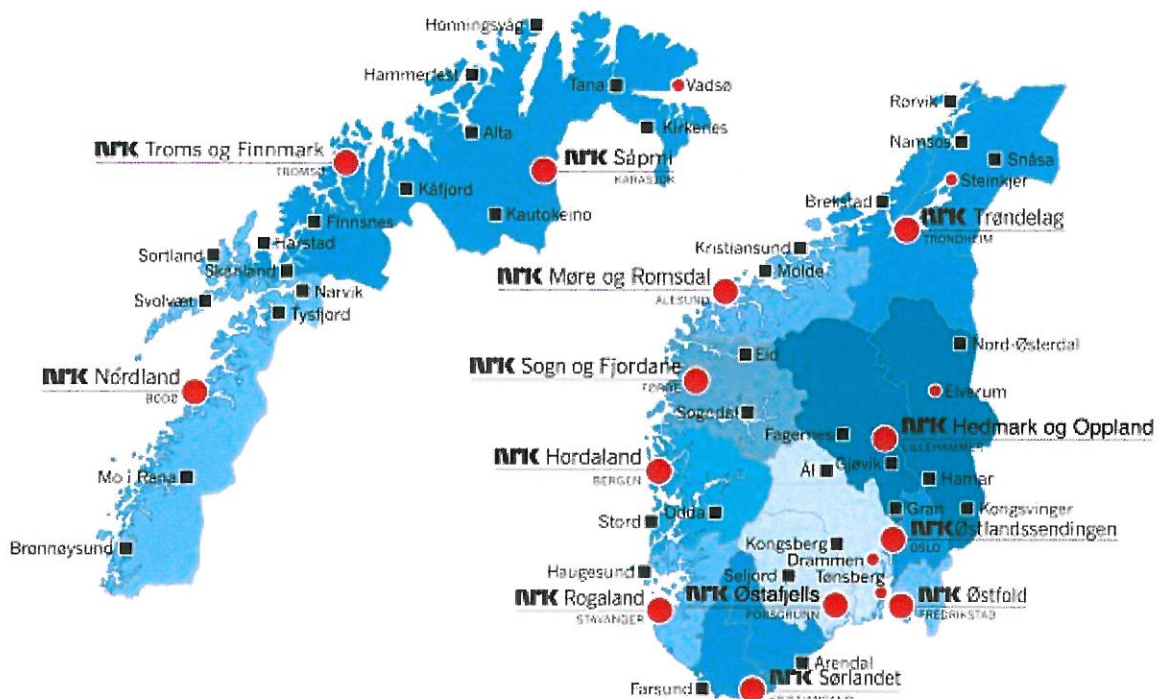 Honningsvåg
Hammerfest
Tana
Vadsø
Alta
Kirkenes
NRK Troms og Finnmark
TROMSØ
NRK Sápmi
KARASJOK
Kåfjord
Kautokeino
Finnsnes
Harstad
Sortland
Skånland
Narvik
Svolvær
Tysfjord
NRK Nordland
BODØ
Mo i Rana
Brønnøysund
Rørvik
Namsos
Snåsa
Steinkjer
Brekstad
NRK Trøndelag
TRONDHEIM
Kristiansund
Molde
NRK Møre og Romsdal
ÅLESUND
Eid
Nord-Østerdal
NRK Sogn og Fjordane
FØRDE
Elverum
Sogndal
Fagernes
NRK Hedmark og Oppland
LILLEHAMMER
NRK Hordaland
BERGEN
Ål
Gjøvik
Hamar
Stord
Odda
Gran
Kongsvinger
NRK Østlandssendingen
OSLO
Kongsberg
Drammen
Haugesund
Seljord
Tønsberg
NRK Rogaland
STAVANGER
NRK Østafjells
PORSGRUNN
NRK Østfold
FREDRIKSTAD
Arendal
Farsund
NRK Sørlandet